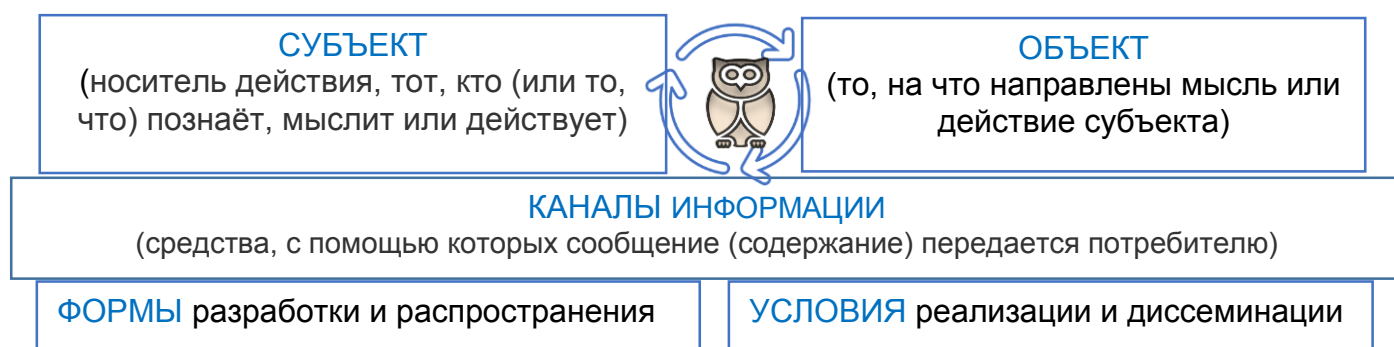 СУБЪЕКТ
(носитель действия, тот, кто (или то,
что) познаёт, мыслит или действует)
ОБЪЕКТ
(то, на что направлены мысль или
действие субъекта)
КАНАЛЫ ИНФОРМАЦИИ
(средства, с помощью которых сообщение (содержание) передается потребителю)
ФОРМЫ разработки и распространения
УСЛОВИЯ реализации и диссеминации